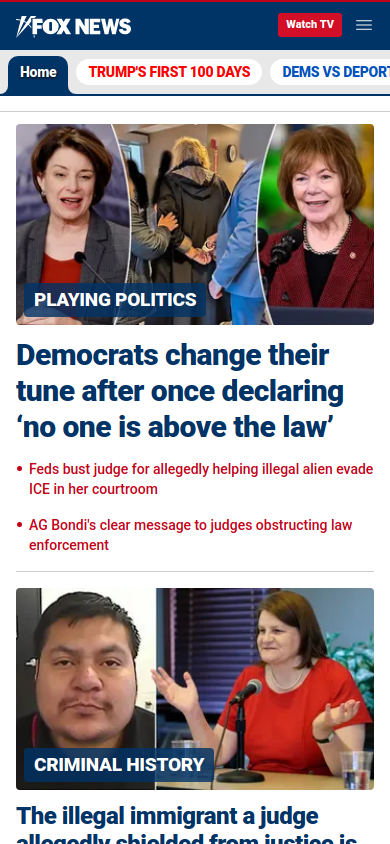 FOX NEWS
Watch TV
Home
TRUMP'S FIRST 100 DAYS
DEMS VS DEPORT
PLAYING POLITICS
Democrats change their
tune after once declaring
‘no one is above the law’
Feds bust judge for allegedly helping illegal alien evade
ICE in her courtroom
AG Bondi's clear message to judges obstructing law
enforcement
CRIMINAL HISTORY
The illegal immigrant a judge
allegedly shielded from justice is